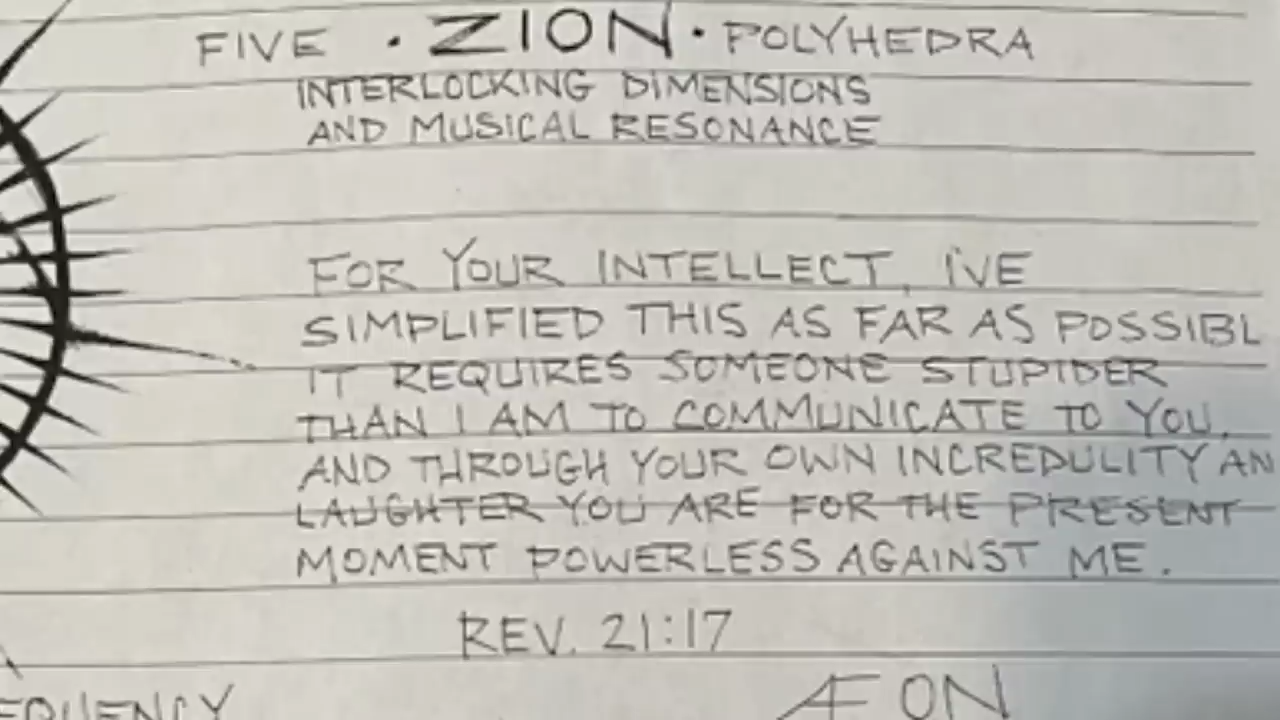 FIVE · ZION · POLYHEDRA
INTERLOCKING DIMENSIONS
AND MUSICAL RESONANCE
FOR YOUR INTELLECT, I'VE
SIMPLIFIED THIS AS FAR AS POSSIBL
IT REQUIRES SOMEONE STUPIDER
THAN I AM TO COMMUNICATE TO YOU,
AND THROUGH YOUR OWN INCREDULITY AN
LAUGHTER YOU ARE FOR THE PRESENT
MOMENT POWERLESS AGAINST ME.
REV. 21:17
EQUENCY
ÆON